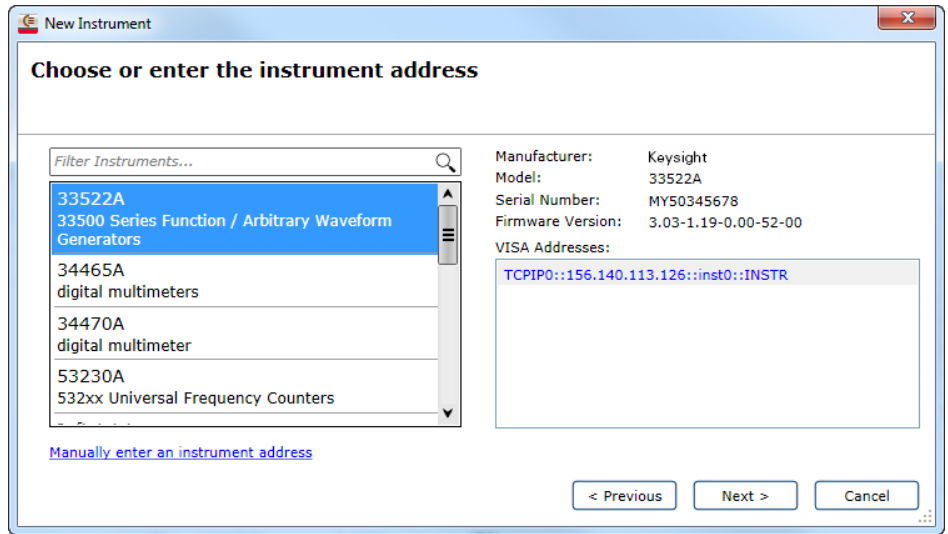 New Instrument
Choose or enter the instrument address
Filter Instruments...
33522A
33500 Series Function / Arbitrary Waveform
Generators
34465A
digital multimeters
34470A
digital multimeter
53230A
532xx Universal Frequency Counters
Manually enter an instrument address
Manufacturer: Keysight
Model: 33522A
Serial Number: MY50345678
Firmware Version: 3.03-1.19-0.00-52-00
VISA Addresses:
TCPIP0::156.140.113.126::inst0::INSTR
< Previous
Next >
Cancel